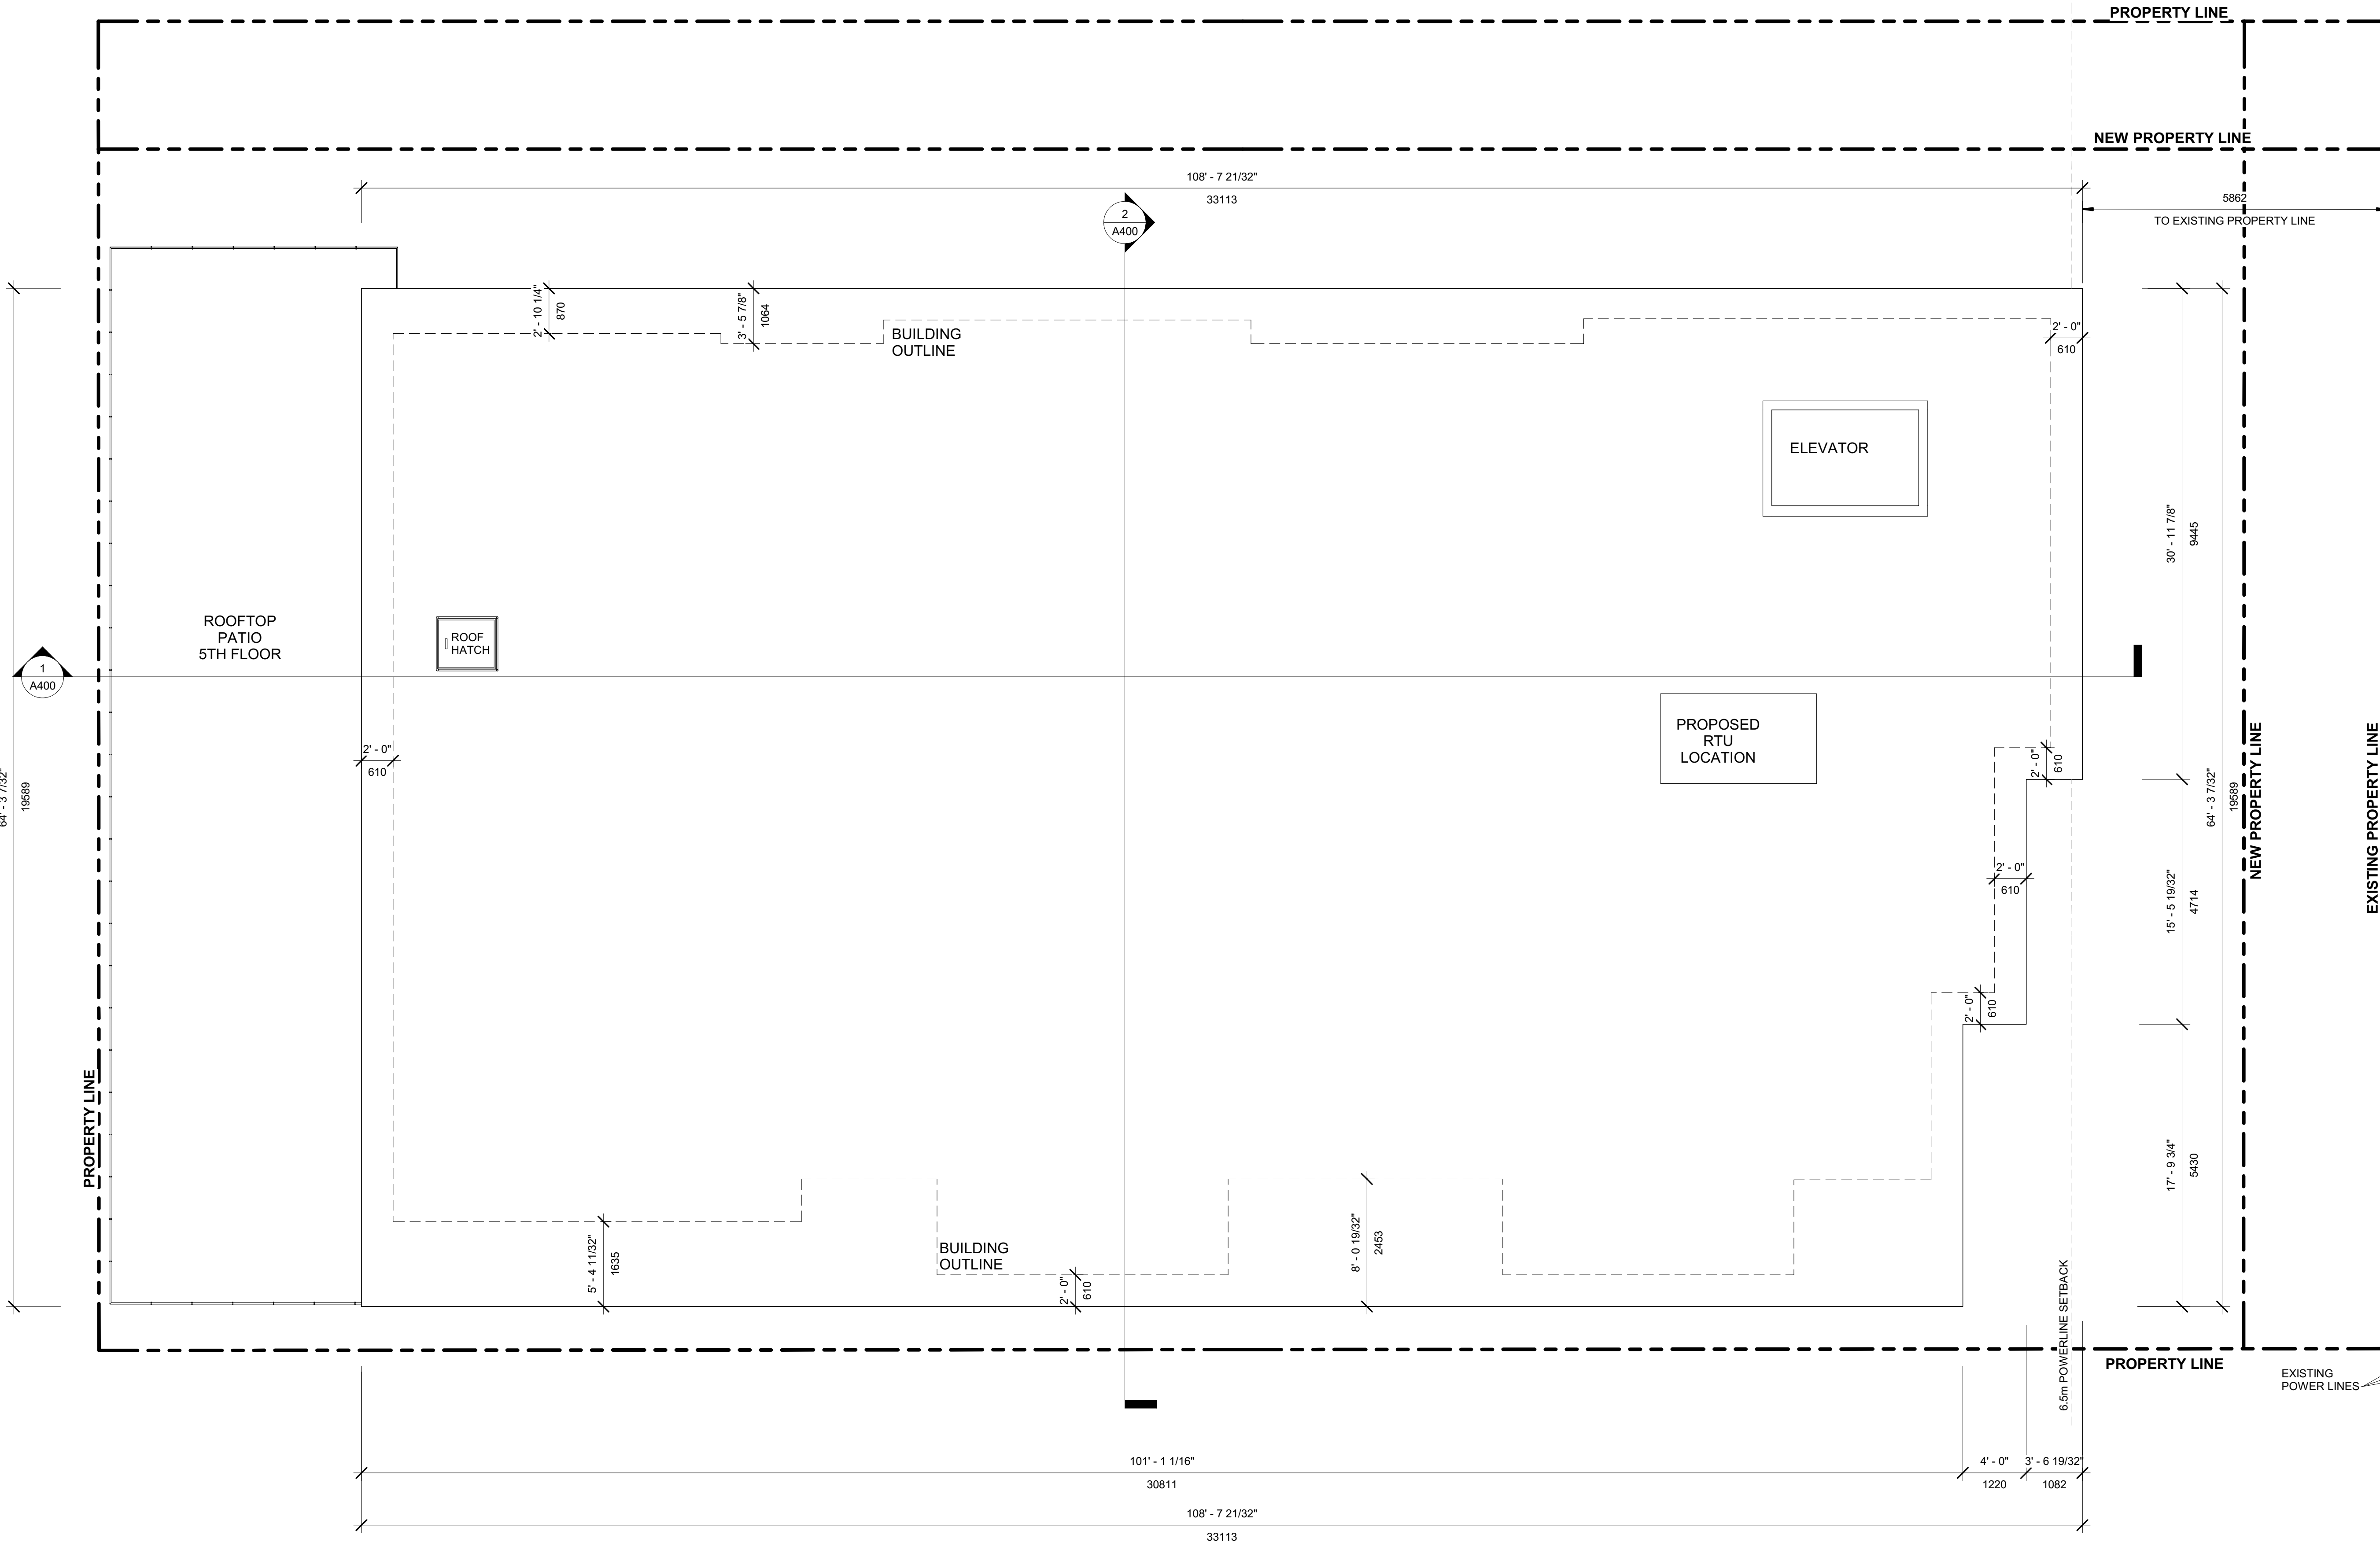 PROPERTY LINE
NEW PROPERTY LINE
108' - 7 21/32"
33113
5862
TO EXISTING PROPERTY LINE
2
A400
2' - 10 1/4"
870
3' - 5 7/8"
1064
BUILDING
OUTLINE
2' - 0"
610
ELEVATOR
30' - 11 7/8"
9445
ROOFTOP
PATIO
5TH FLOOR
ROOF
HATCH
1
A400
PROPOSED
RTU
LOCATION
2' - 0"
610
2' - 0"
610
64' - 3 7/32"
19589
64' - 3 7/32"
19589
NEW PROPERTY LINE
EXISTING PROPERTY LINE
2' - 0"
610
15' - 5 19/32"
4714
2' - 0"
610
PROPERTY LINE
17' - 9 3/4"
5430
5' - 4 11/32"
1635
BUILDING
OUTLINE
2' - 0"
610
8' - 0 19/32"
2453
6.5m POWERLINE SETBACK
PROPERTY LINE
EXISTING
POWER LINES
101' - 1 1/16"
30811
4' - 0"
1220
3' - 6 19/32"
1082
108' - 7 21/32"
33113